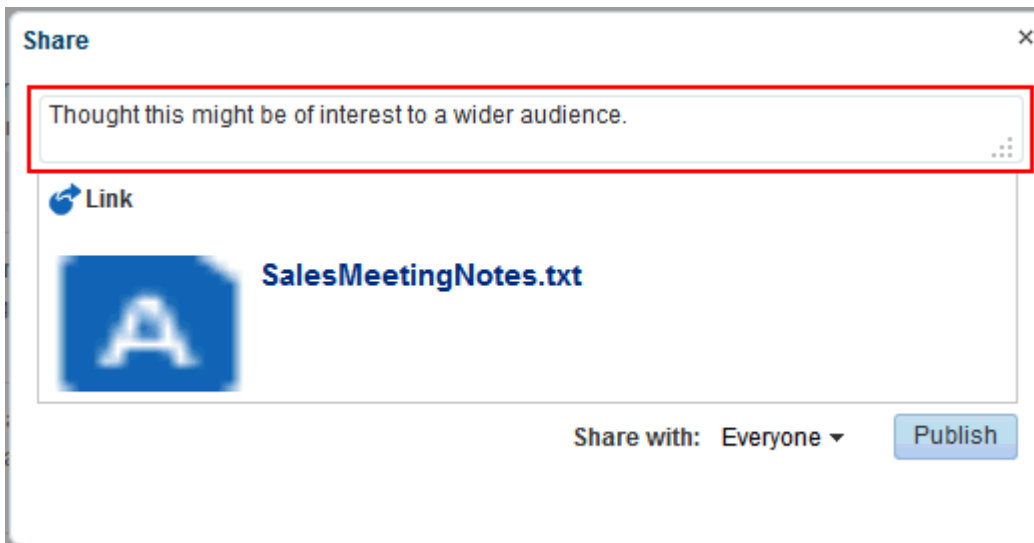 Share
Thought this might be of interest to a wider audience.
Link
SalesMeetingNotes.txt
A
Share with: Everyone
Publish